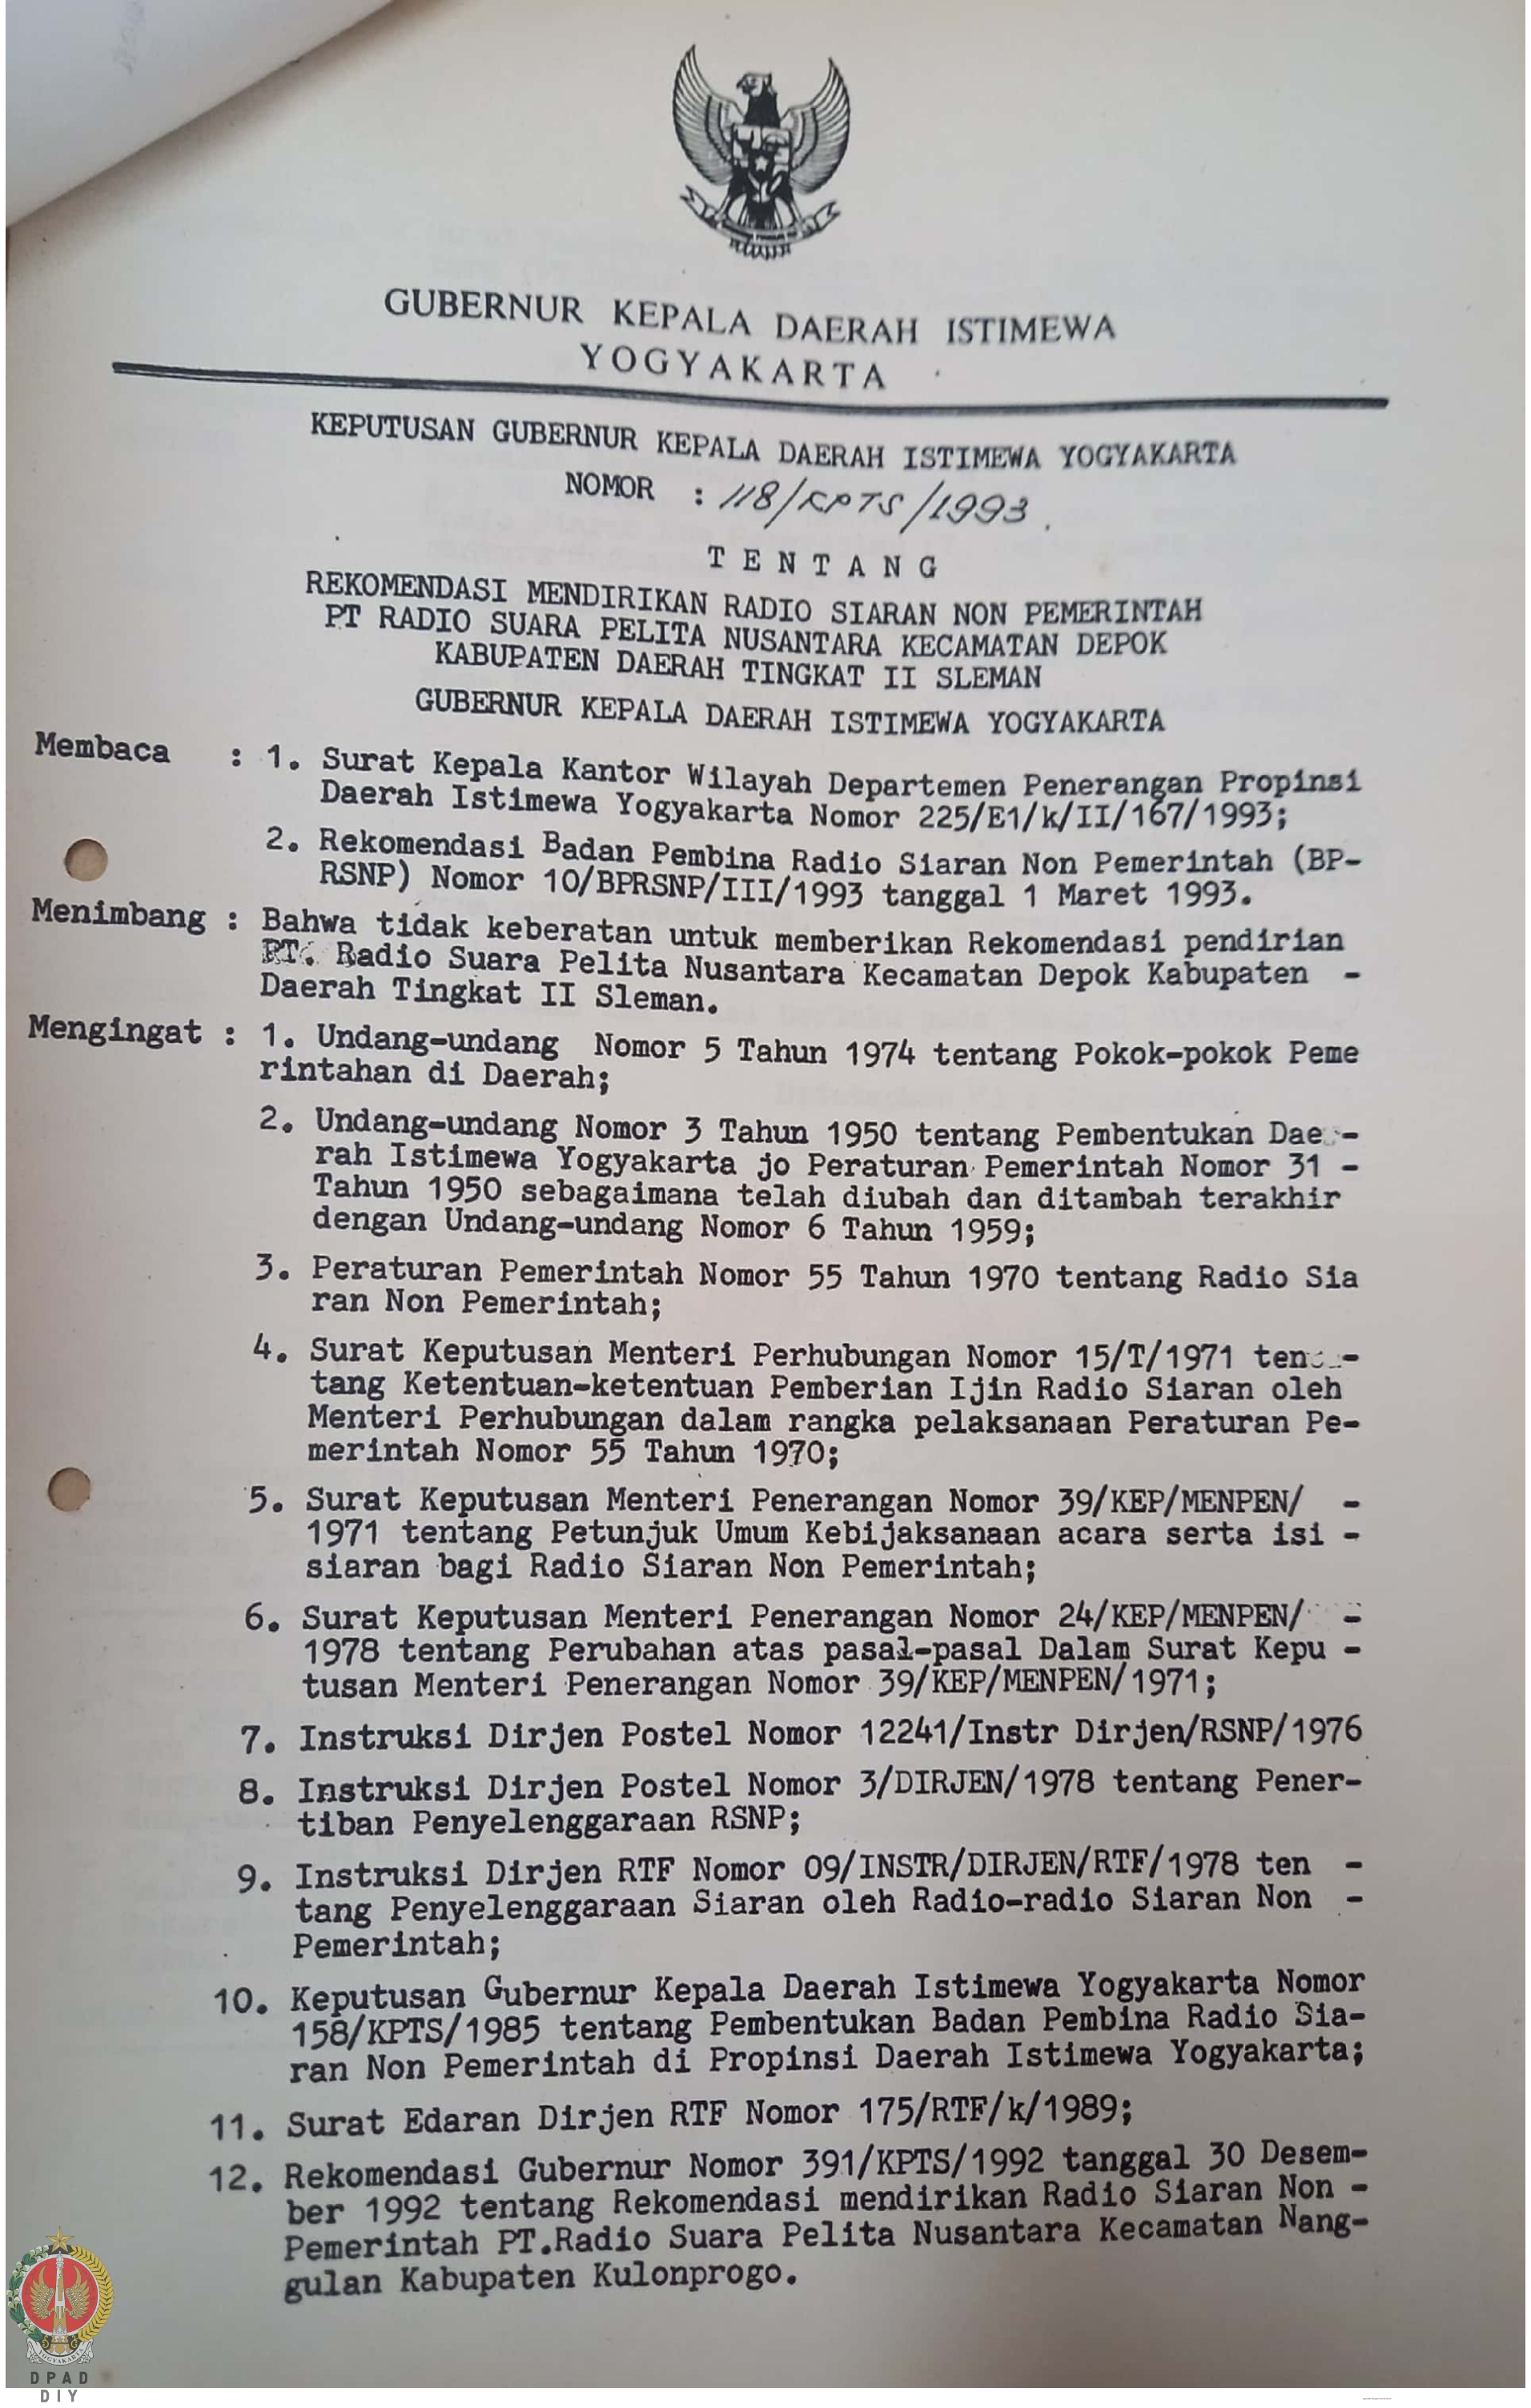 GUBERNUR KEPALA DAERAH ISTIMEWA
YOGYAKARTA
KEPUTUSAN GUBERNUR KEPALA DAERAH ISTIMEWA YOGYAKARTA
NOMOR : 118/KPTS/1993.
T E N T A N G
REKOMENDASI MENDIRIKAN RADIO SIARAN NON PEMERINTAH
PT RADIO SUARA PELITA NUSANTARA KECAMATAN DEPOK
KABUPATEN DAERAH TINGKAT II SLEMAN
GUBERNUR KEPALA DAERAH ISTIMEWA YOGYAKARTA
Membaca : 1. Surat Kepala Kantor Wilayah Departemen Penerangan Propinsi
Daerah Istimewa Yogyakarta Nomor 225/E1/k/II/167/1993;
2. Rekomendasi Badan Pembina Radio Siaran Non Pemerintah (BP-
RSNP) Nomor 10/BPRSNP/III/1993 tanggal 1 Maret 1993.
Menimbang : Bahwa tidak keberatan untuk memberikan Rekomendasi pendirian
PT. Radio Suara Pelita Nusantara Kecamatan Depok Kabupaten -
Daerah Tingkat II Sleman.
Mengingat : 1. Undang-undang Nomor 5 Tahun 1974 tentang Pokok-pokok Peme
rintahan di Daerah;
2. Undang-undang Nomor 3 Tahun 1950 tentang Pembentukan Dae -
rah Istimewa Yogyakarta jo Peraturan Pemerintah Nomor 31 -
Tahun 1950 sebagaimana telah diubah dan ditambah terakhir
dengan Undang-undang Nomor 6 Tahun 1959;
3. Peraturan Pemerintah Nomor 55 Tahun 1970 tentang Radio Sia
ran Non Pemerintah;
4. Surat Keputusan Menteri Perhubungan Nomor 15/T/1971 ten -
tang Ketentuan-ketentuan Pemberian Ijin Radio Siaran oleh
Menteri Perhubungan dalam rangka pelaksanaan Peraturan Pe-
merintah Nomor 55 Tahun 1970;
5. Surat Keputusan Menteri Penerangan Nomor 39/KEP/MENPEN/ -
1971 tentang Petunjuk Umum Kebijaksanaan acara serta isi -
siaran bagi Radio Siaran Non Pemerintah;
6. Surat Keputusan Menteri Penerangan Nomor 24/KEP/MENPEN/ -
1978 tentang Perubahan atas pasal-pasal Dalam Surat Kepu -
tusan Menteri Penerangan Nomor 39/KEP/MENPEN/1971;
7. Instruksi Dirjen Postel Nomor 12241/Instr Dirjen/RSNP/1976
8. Instruksi Dirjen Postel Nomor 3/DIRJEN/1978 tentang Pener-
tiban Penyelenggaraan RSNP;
9. Instruksi Dirjen RTF Nomor 09/INSTR/DIRJEN/RTF/1978 ten -
tang Penyelenggaraan Siaran oleh Radio-radio Siaran Non -
Pemerintah;
10. Keputusan Gubernur Kepala Daerah Istimewa Yogyakarta Nomor
158/KPTS/1985 tentang Pembentukan Badan Pembina Radio Sia-
ran Non Pemerintah di Propinsi Daerah Istimewa Yogyakarta;
11. Surat Edaran Dirjen RTF Nomor 175/RTF/k/1989;
12. Rekomendasi Gubernur Nomor 391/KPTS/1992 tanggal 30 Desem-
ber 1992 tentang Rekomendasi mendirikan Radio Siaran Non -
Pemerintah PT.Radio Suara Pelita Nusantara Kecamatan Nang-
gulan Kabupaten Kulonprogo.
YOGYAKARTA
DPAD
DIY